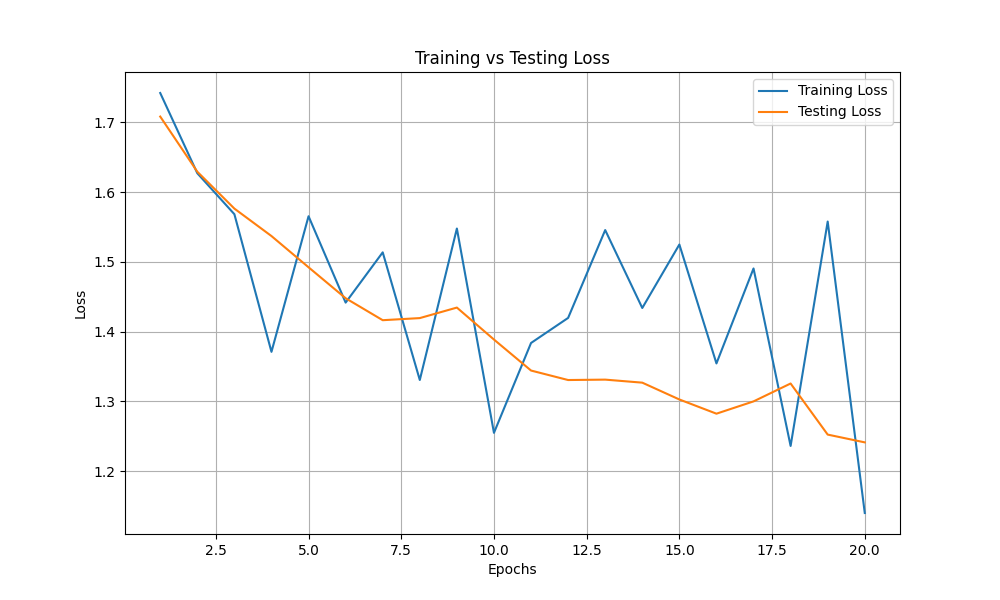 Training vs Testing Loss
Training Loss
Testing Loss
1.7
1.6
1.5
1.4
1.3
1.2
Loss
2.5 5.0 7.5 10.0 12.5 15.0 17.5 20.0
Epochs